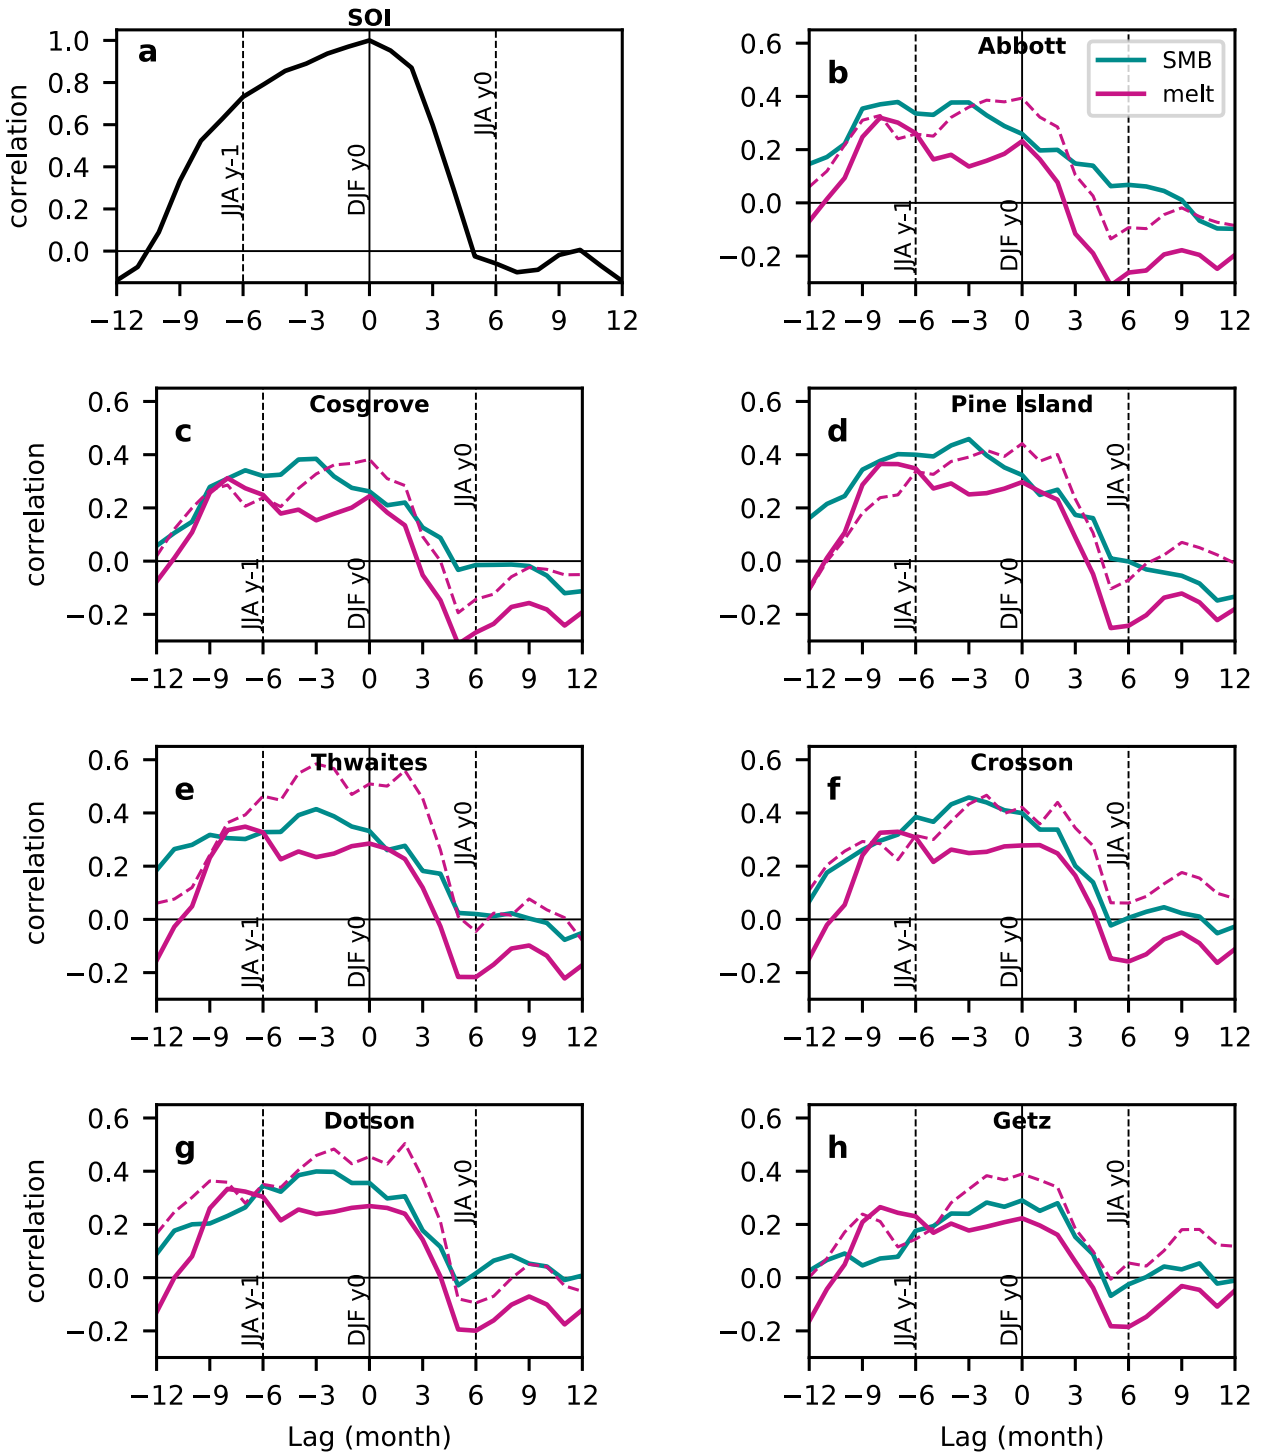 SOI
a
correlation
1.0
0.8
0.6
0.4
0.2
0.0
JJA y-1
DJF y0
JJA y0
−12 −9 −6 −3 0 3 6 9 12
Abbott
b
SMB
melt
0.6
0.4
0.2
0.0
−0.2
JJA y-1
DJF y0
−12 −9 −6 −3 0 3 6 9 12
Cosgrove
c
correlation
0.6
0.4
0.2
0.0
−0.2
JJA y-1
DJF y0
JJA y0
−12 −9 −6 −3 0 3 6 9 12
Pine Island
d
0.6
0.4
0.2
0.0
−0.2
JJA y-1
DJF y0
JJA y0
−12 −9 −6 −3 0 3 6 9 12
Thwaites
e
correlation
0.6
0.4
0.2
0.0
−0.2
JJA y-1
DJF y0
JJA y0
−12 −9 −6 −3 0 3 6 9 12
Crosson
f
0.6
0.4
0.2
0.0
−0.2
JJA y-1
DJF y0
JJA y0
−12 −9 −6 −3 0 3 6 9 12
Dotson
g
correlation
0.6
0.4
0.2
0.0
−0.2
JJA y-1
DJF y0
JJA y0
−12 −9 −6 −3 0 3 6 9 12
Lag (month)
Getz
h
0.6
0.4
0.2
0.0
−0.2
JJA y-1
DJF y0
JJA y0
−12 −9 −6 −3 0 3 6 9 12
Lag (month)